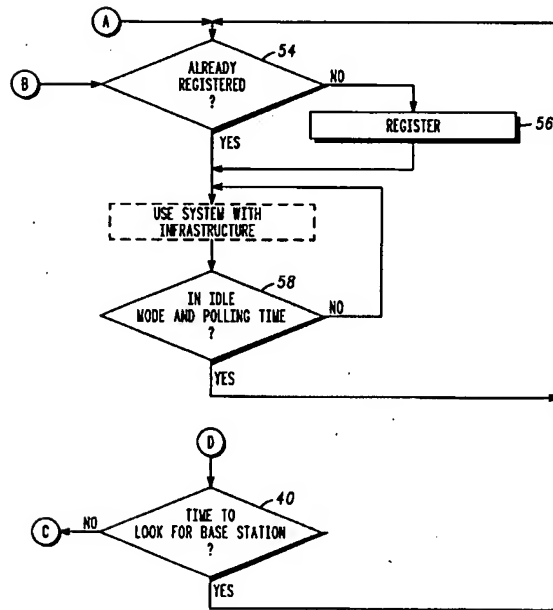 A
54
B
ALREADY
REGISTERED
?
NO
YES
REGISTER
56
USE SYSTEM WITH
INFRASTRUCTURE
58
IN IDLE
MODE AND POLLING TIME
?
NO
YES
D
40
C
NO
TIME TO
LOOK FOR BASE STATION
?
YES